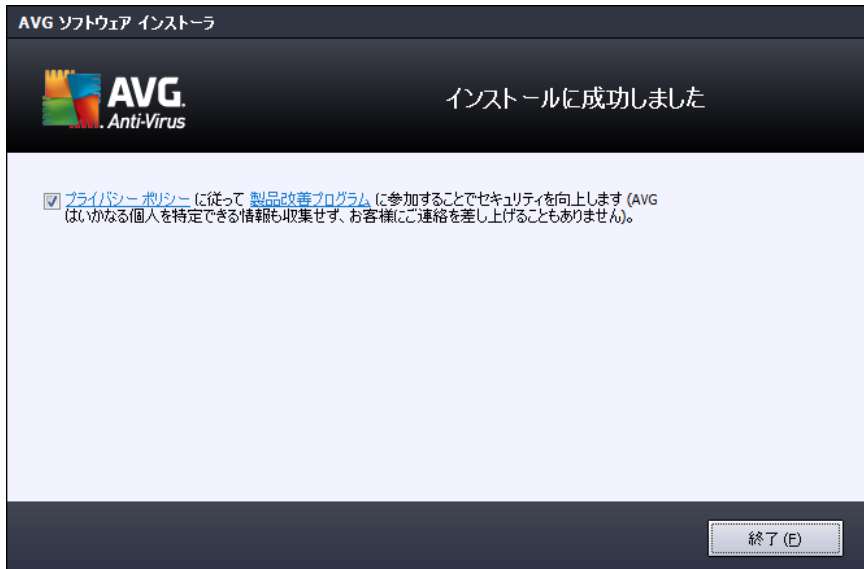 AVG ソフトウェア インストーラ
AVG.
Anti-Virus
インストールに成功しました
プライバシー ポリシー に従って 製品改善プログラム に参加することでセキュリティを向上します (AVG
はいかなる個人を特定できる情報も収集せず、お客様にご連絡を差し上げることもありません)。
終了(F)